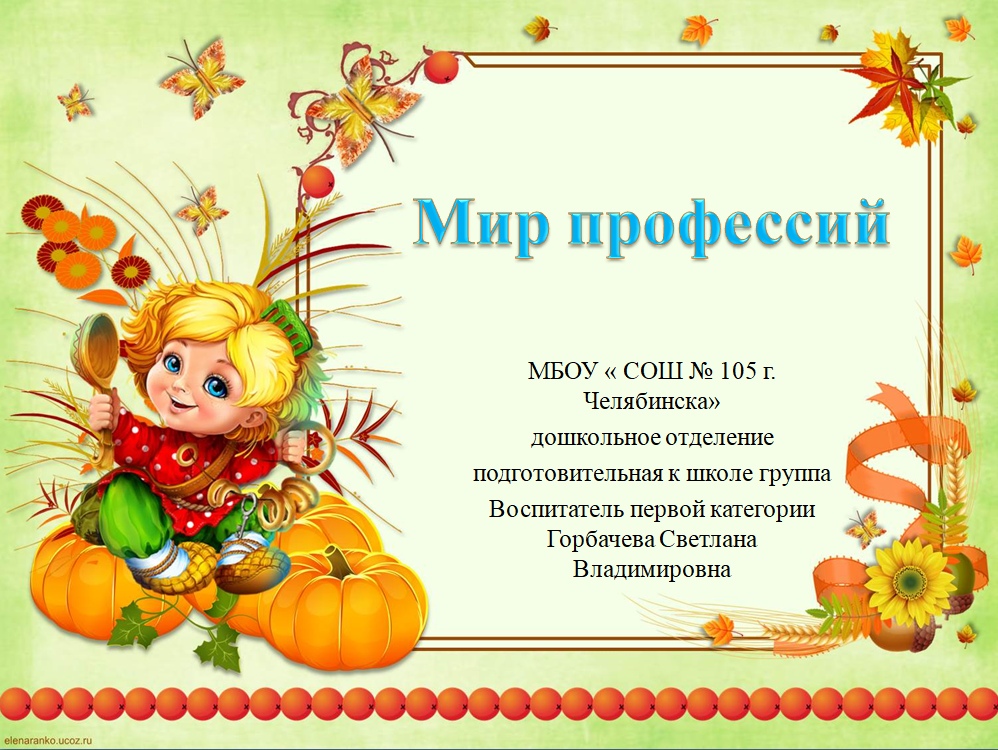 Мир профессий
МБОУ « СОШ № 105 г.
Челябинска»
дошкольное отделение
подготовительная к школе группа
Воспитатель первой категории
Горбачева Светлана
Владимировна
elenaranko.ucoz.ru